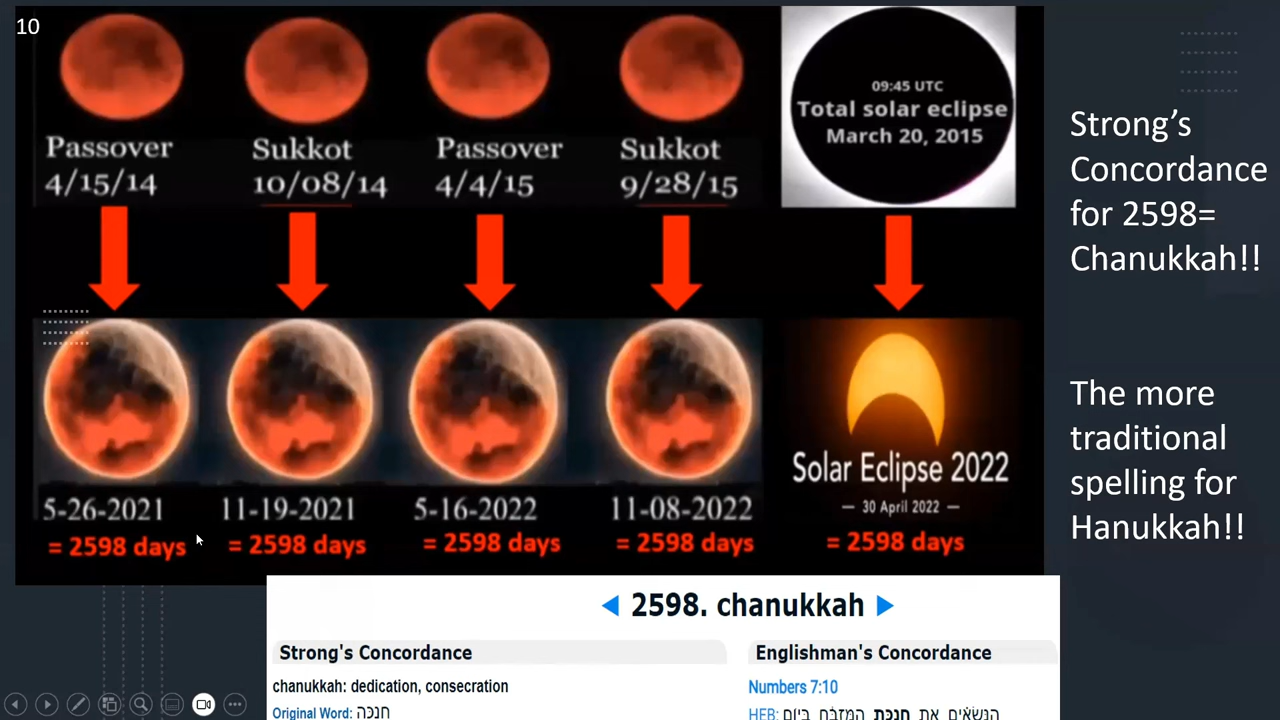 10
Passover
4/15/14
Sukkot
10/08/14
Passover
4/4/15
Sukkot
9/28/15
09:45 UTC
Total solar eclipse
March 20, 2015
5-26-2021
= 2598 days
11-19-2021
= 2598 days
5-16-2022
= 2598 days
11-08-2022
= 2598 days
Solar Eclipse 2022
— 30 April 2022 —
= 2598 days
Strong’s
Concordance
for 2598=
Chanukkah!!
The more
traditional
spelling for
Hanukkah!!
2598. chanukkah
Strong's Concordance
chanukkah: dedication, consecration
Original Word: חנכּה
Englishman's Concordance
Numbers 7:10
HEB: הַנְּשִׂאִ֗ים אֵ֚ת חֲנֻכַּ֣ת הַמִּזְבֵּ֔חַ בְּי֖וֹם